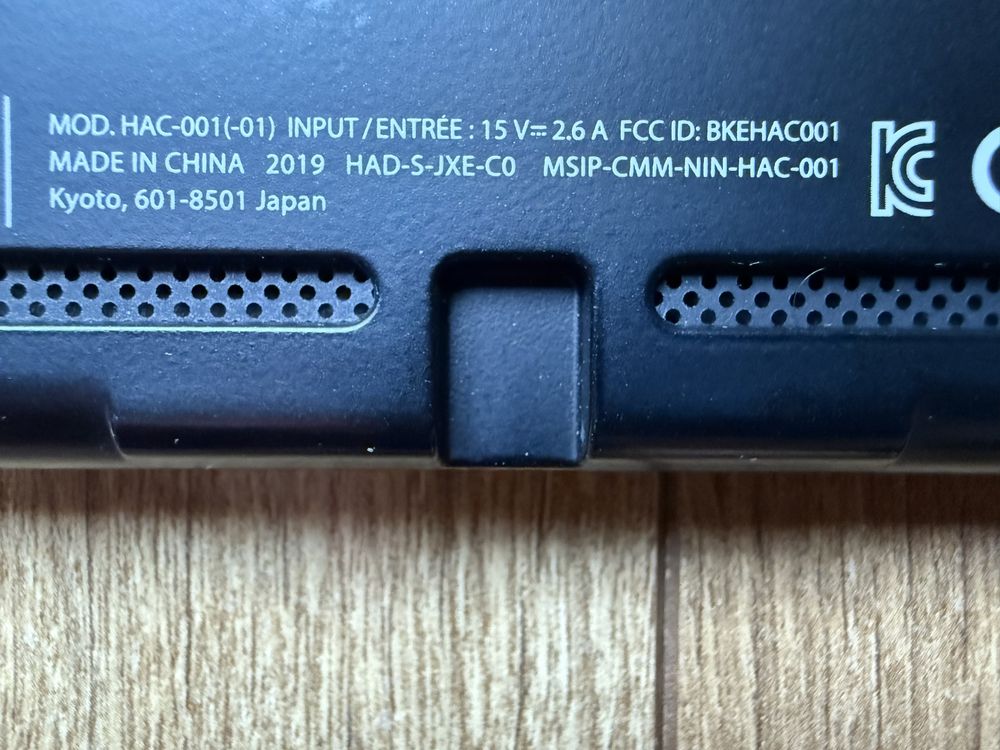 MOD. HAC-001(-01) INPUT / ENTRÉE : 15 V⎓ 2.6 A FCC ID: BKEHAC001
MADE IN CHINA 2019 HAD-S-JXE-C0 MSIP-CMM-NIN-HAC-001
Kyoto, 601-8501 Japan